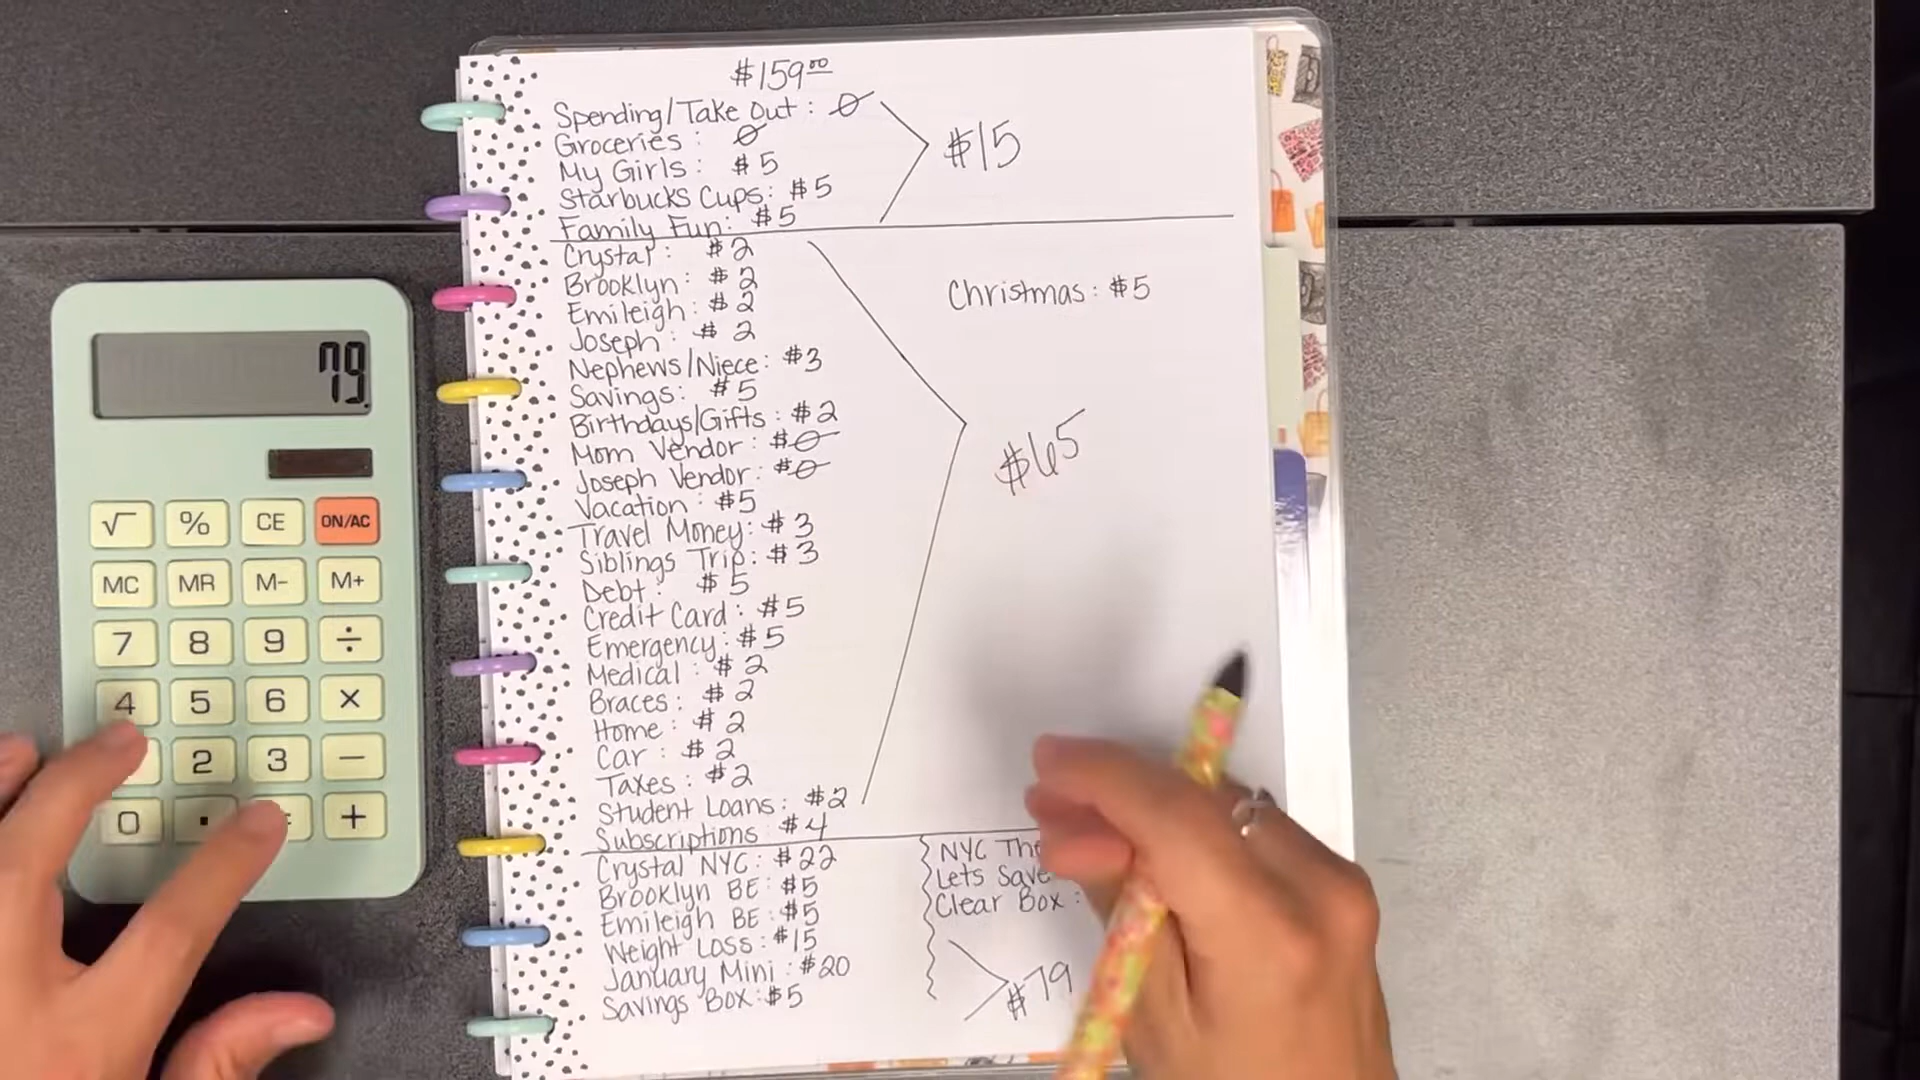 $159.00
Spending/Take Out: 0
Groceries: 0
My Girls: $5
Starbucks Cups: $5
Family Fun: $5
$15
Crystal: $2
Brooklyn: $2
Emileigh: $2
Joseph: $2
Nephews/Niece: $3
Savings: $5
Birthdays/Gifts: $2
Mom Vendor: $0
Joseph Vendor: $0
Vacation: $5
Travel Money: $3
Siblings Trip: $3
Debt: $5
Credit Card: $5
Emergency: $5
Medical: $2
Braces: $2
Home: $2
Car: $2
Taxes: $2
Student Loans: $2
Subscriptions: $4
Christmas: $5
$65
Crystal NYC: $22
Brooklyn BE: $5
Emileigh BE: $5
Weight Loss: $15
January Mini: $20
Savings Box: $5
NYC
Lets Save
Clear Box:
$79
79.
√ % CE ON/AC
MC MR M- M+
7 8 9 ÷
4 5 6 ×
2 3 −
0 . +